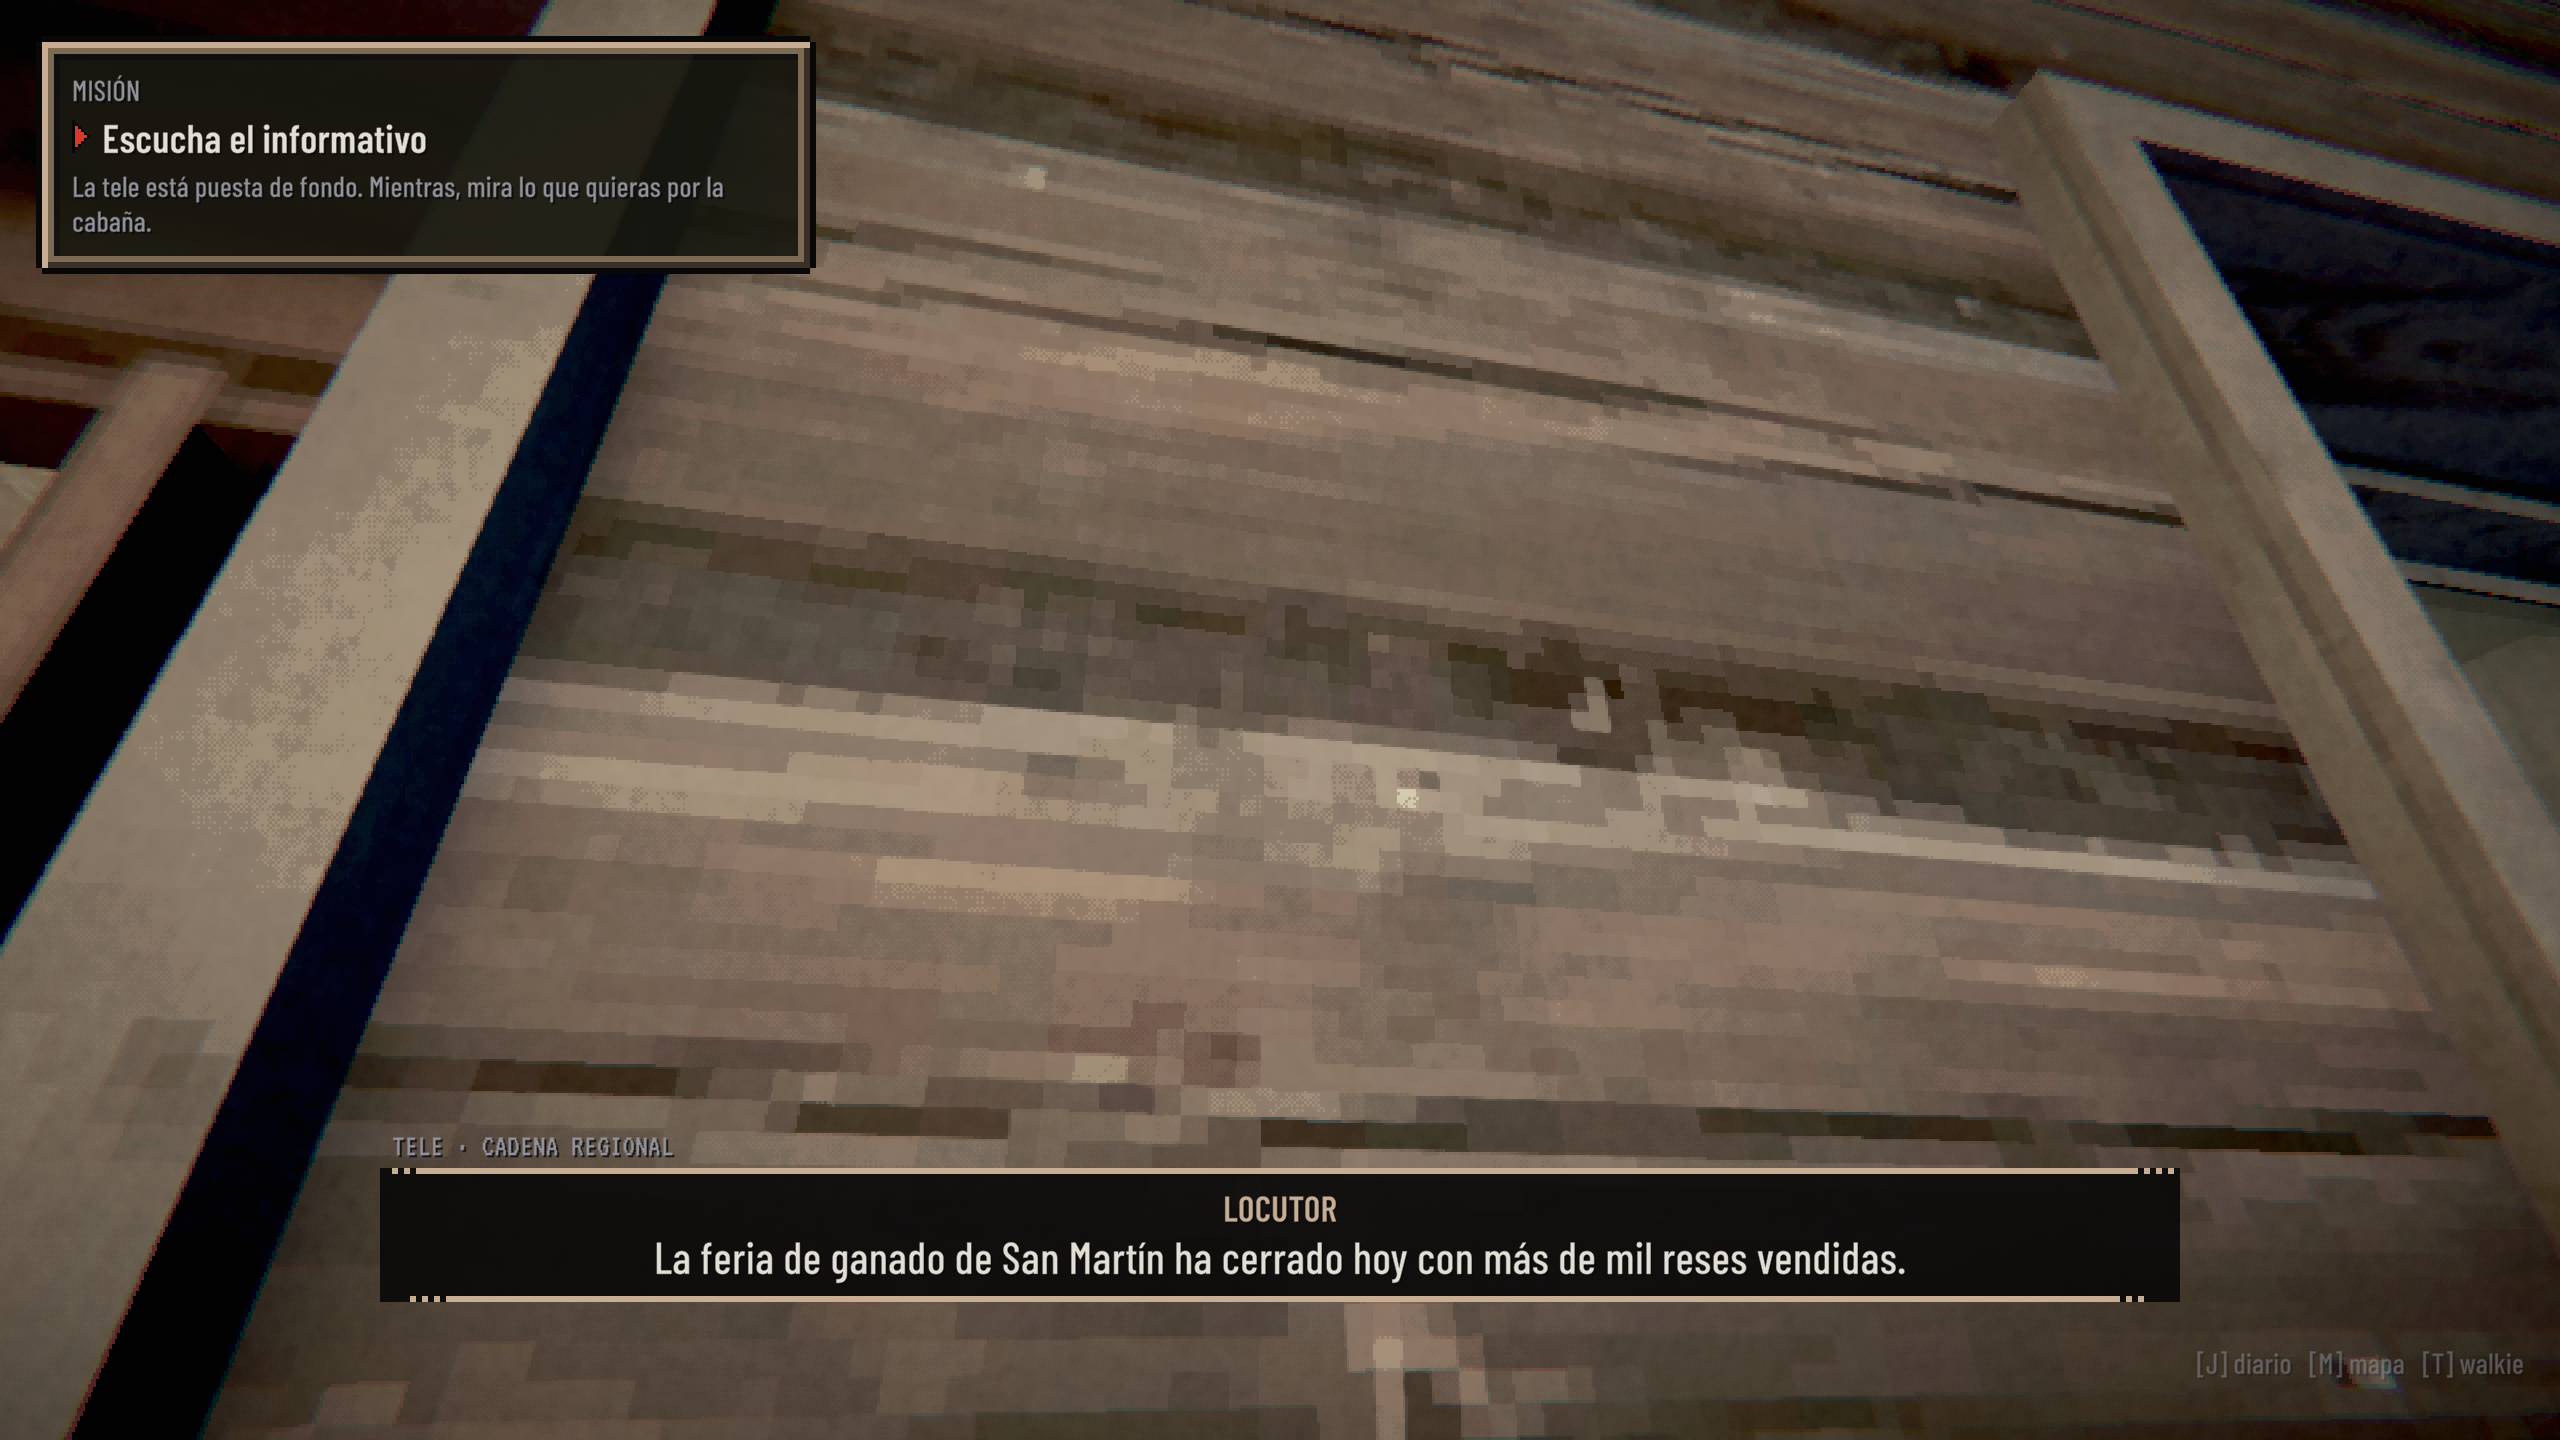 MISIÓN
Escucha el informativo
La tele está puesta de fondo. Mientras, mira lo que quieras por la
cabaña.
TELE · CADENA REGIONAL
LOCUTOR
La feria de ganado de San Martín ha cerrado hoy con más de mil reses vendidas.
[J] diario [M] mapa [T] walkie